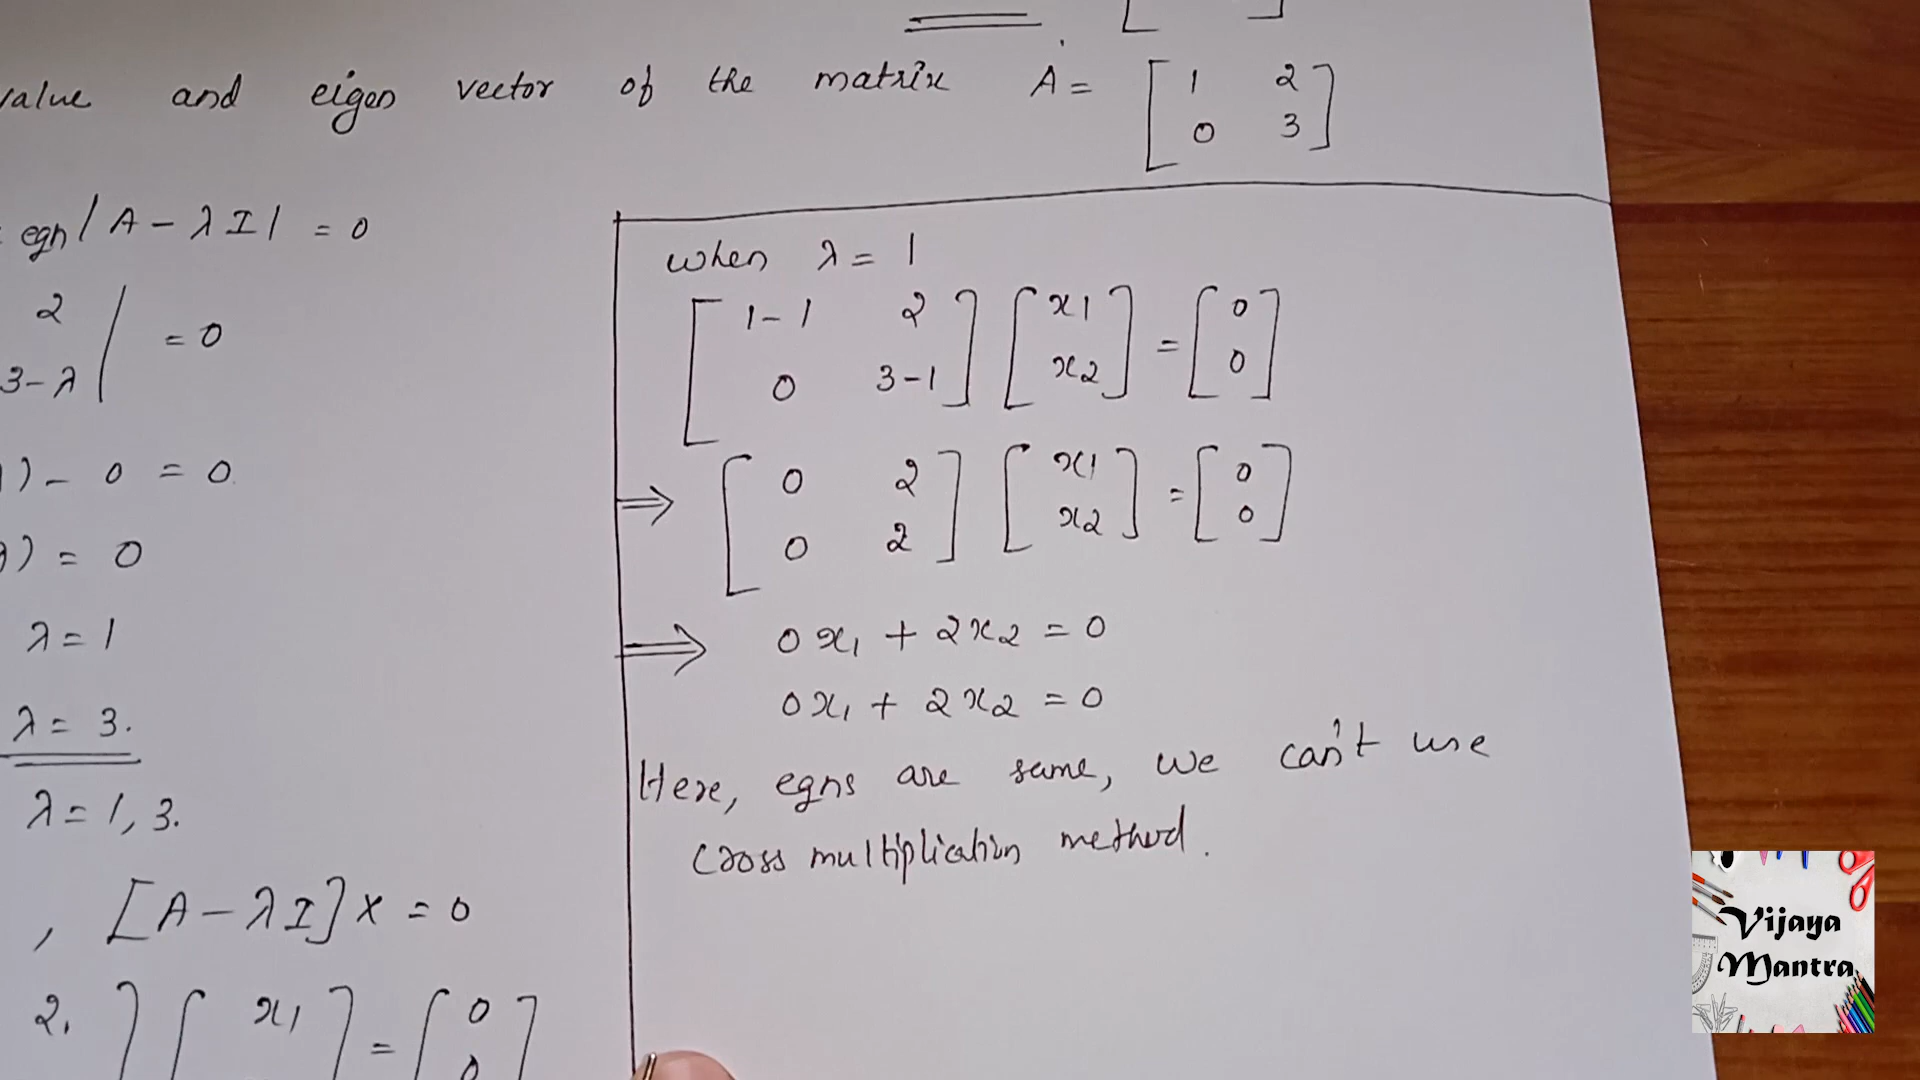 value and eigen vector of the matrix A = [ 1 2
0 3 ]
eqn |A - λI| = 0
2
3-λ | = 0
) - 0 = 0
) = 0
λ = 1
λ = 3.
λ = 1, 3.
, [A - λI] X = 0
2. ] [ x1 ] = [ 0
0
when λ = 1
[ 1-1 2
0 3-1 ] [ x1
x2 ] = [ 0
0 ]
⇒ [ 0 2
0 2 ] [ x1
x2 ] = [ 0
0 ]
⇒ 0x1 + 2x2 = 0
0x1 + 2x2 = 0
Here, eqns are same, we can't use
cross multiplication method.
Vijaya
Mantra